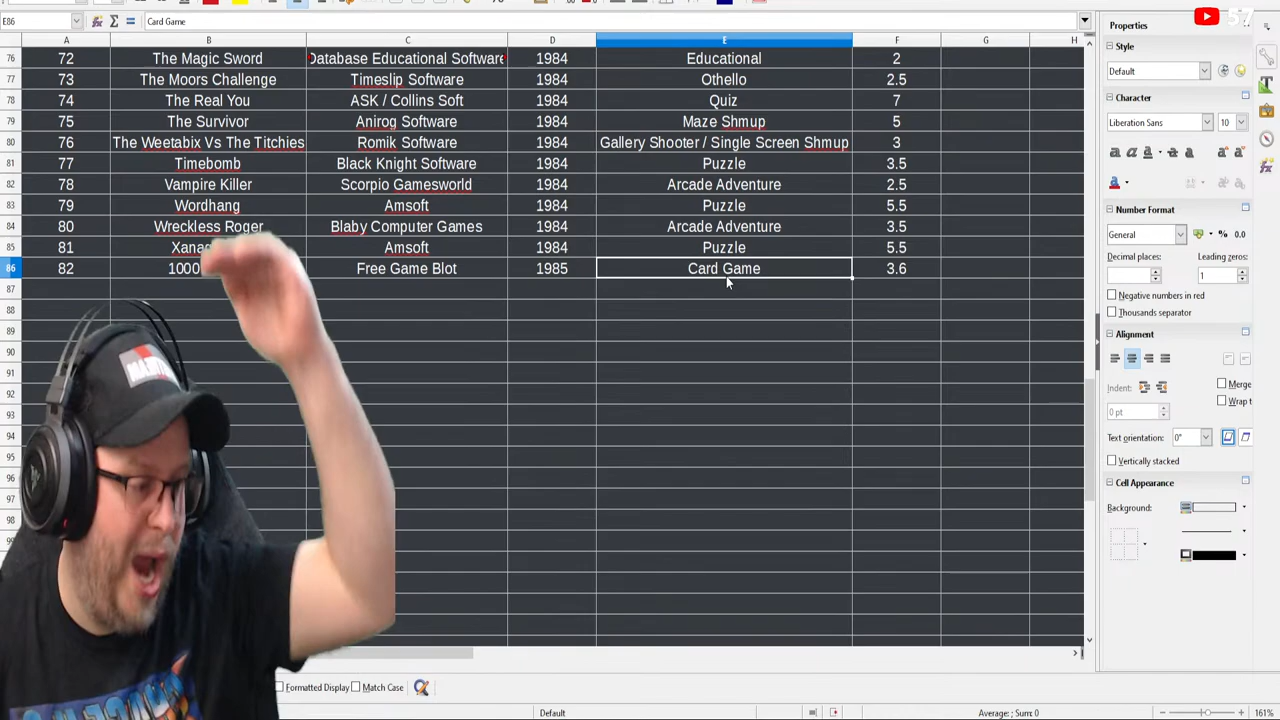 E86 Card Game
57
A B C D E F G H
76 72 The Magic Sword Database Educational Software 1984 Educational 2
77 73 The Moors Challenge Timeslip Software 1984 Othello 2.5
78 74 The Real You ASK / Collins Soft 1984 Quiz 7
79 75 The Survivor Anirog Software 1984 Maze Shmup 5
80 76 The Weetabix Vs The Titchies Romik Software 1984 Gallery Shooter / Single Screen Shmup 3
81 77 Timebomb Black Knight Software 1984 Puzzle 3.5
82 78 Vampire Killer Scorpio Gamesworld 1984 Arcade Adventure 2.5
83 79 Wordhang Amsoft 1984 Puzzle 5.5
84 80 Wreckless Roger Blaby Computer Games 1984 Arcade Adventure 3.5
85 81 Amsoft 1984 Puzzle 5.5
86 82 1000 Free Game Blot 1985 Card Game 3.6
87
88
89
90
91
92
93
94
95
96
97
98
Properties
Style
Default
Character
Liberation Sans 10
a a a a a a
Number Format
General % 0.0
Decimal places: Leading zeros:
1
Negative numbers in red
Thousands separator
Alignment
Indent: Merge
0 pt Wrap t
Text orientation: 0°
Vertically stacked
Cell Appearance
Background:
Formatted Display Match Case
Default Average: ; Sum: 0 161%